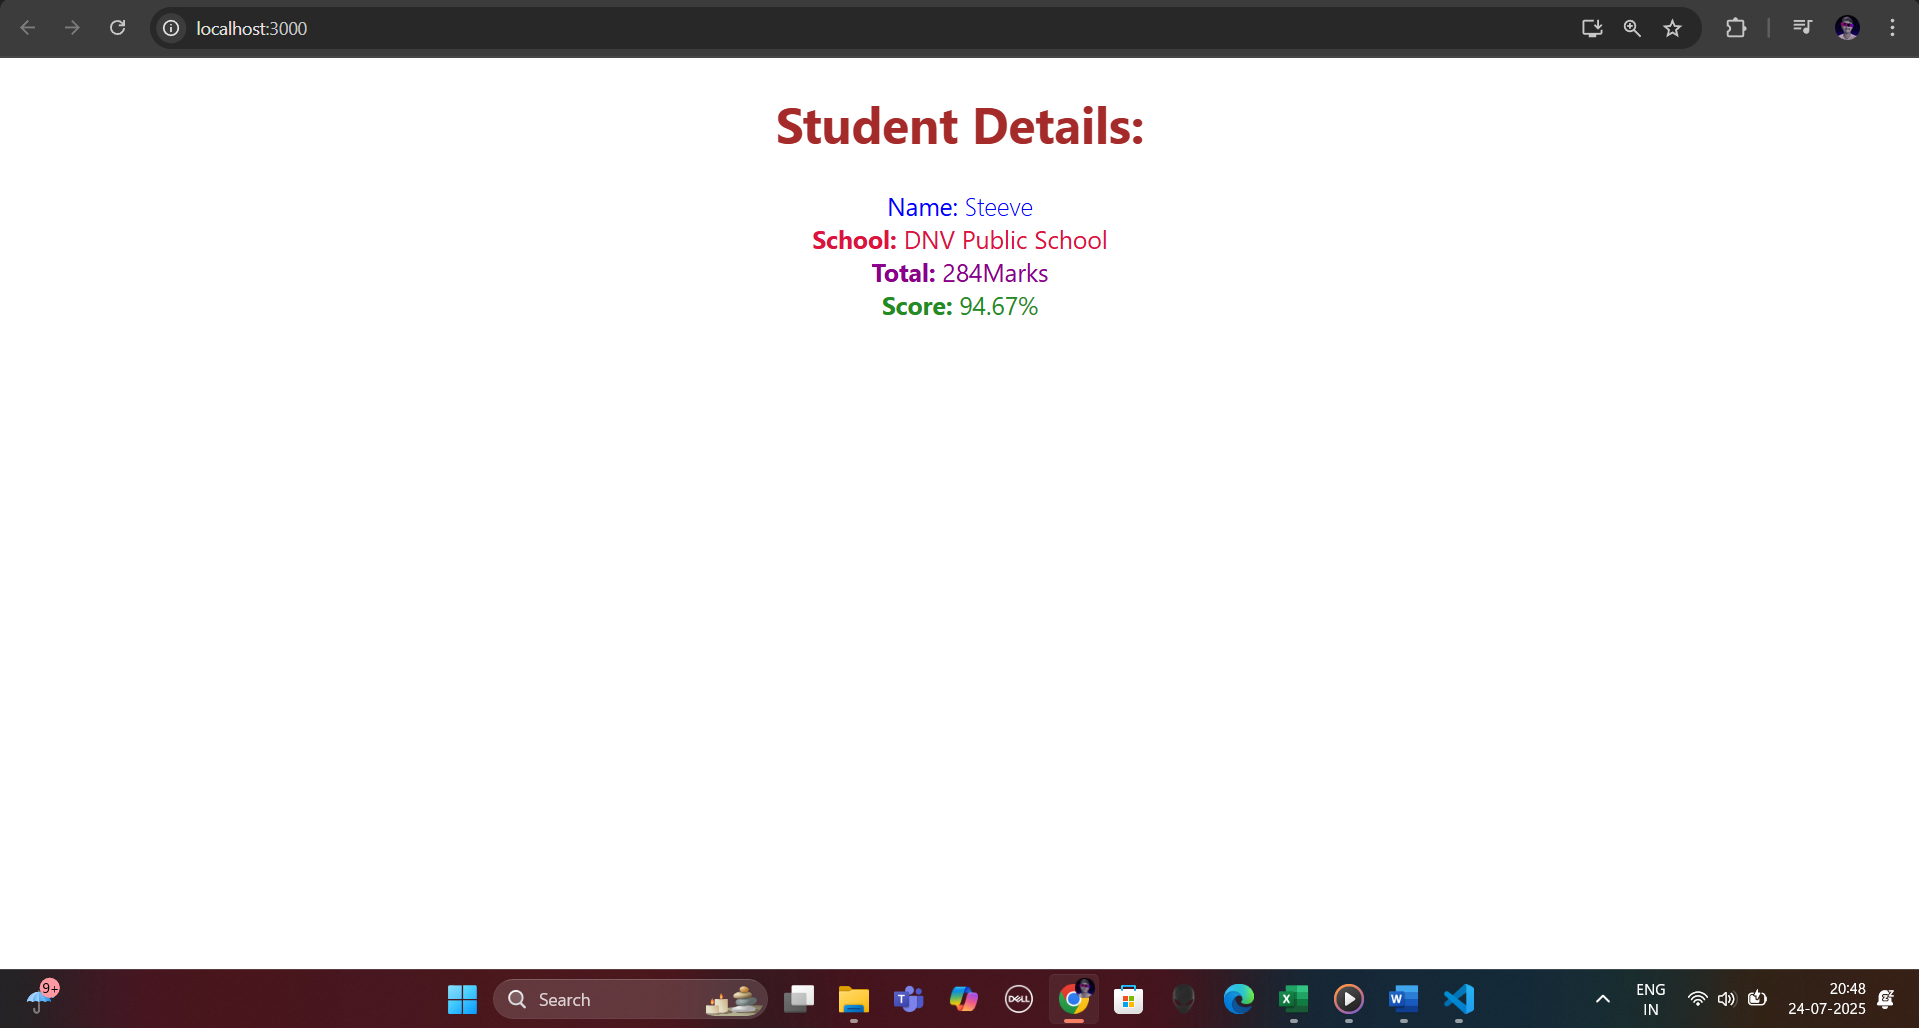 localhost:3000
Student Details:
Name: Steeve
School: DNV Public School
Total: 284Marks
Score: 94.67%
9+
Search
T
DELL
X
W
ENG
IN
20:48
24-07-2025